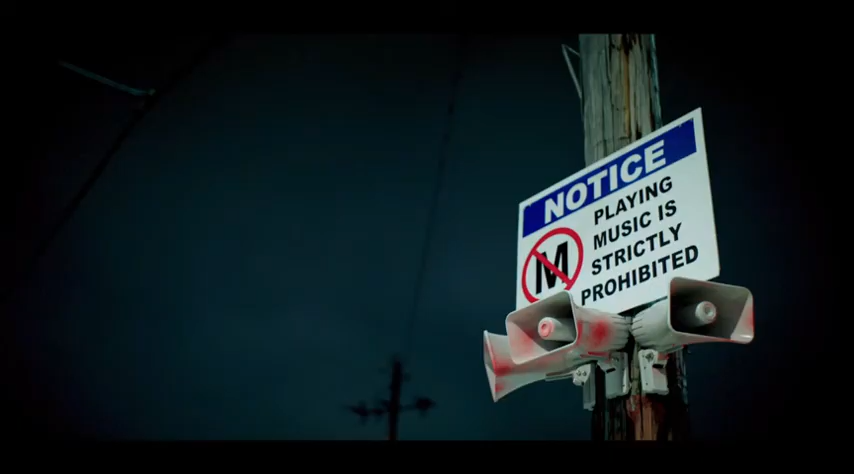 NOTICE
PLAYING
MUSIC IS
STRICTLY
PROHIBITED
M